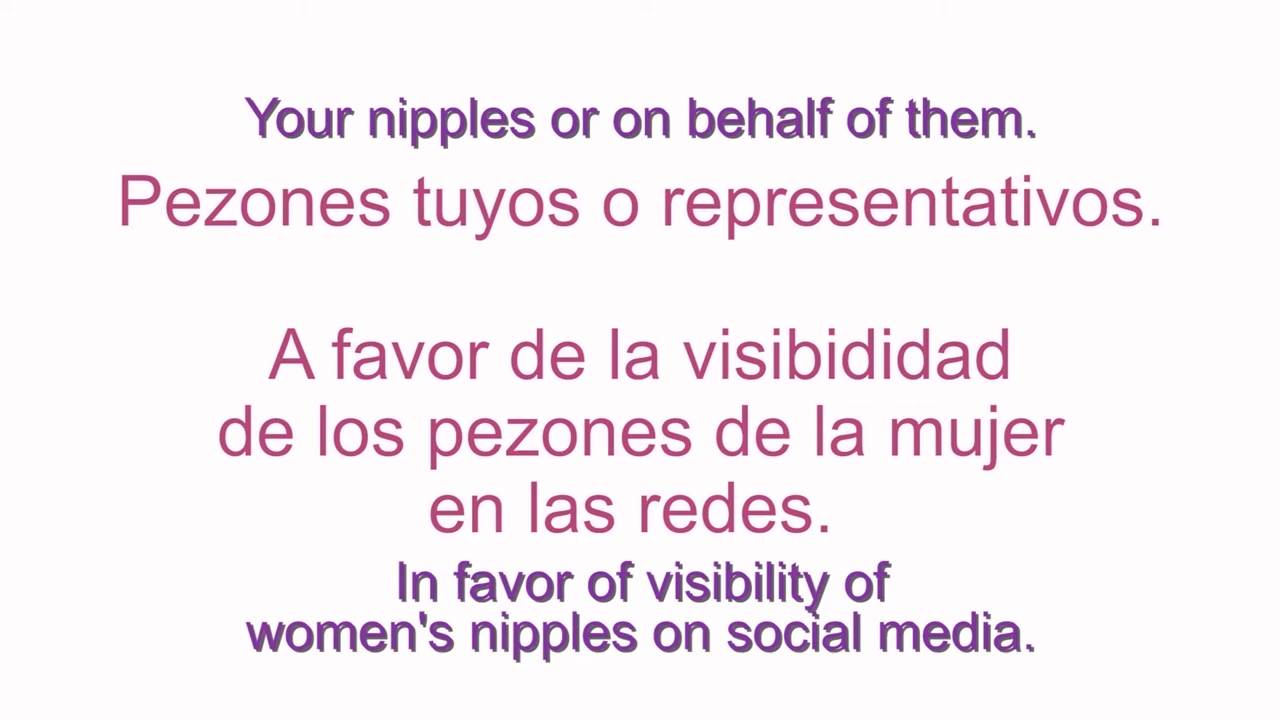 Your nipples or on behalf of them.
Pezones tuyos o representativos.
A favor de la visibididad
de los pezones de la mujer
en las redes.
In favor of visibility of
women's nipples on social media.